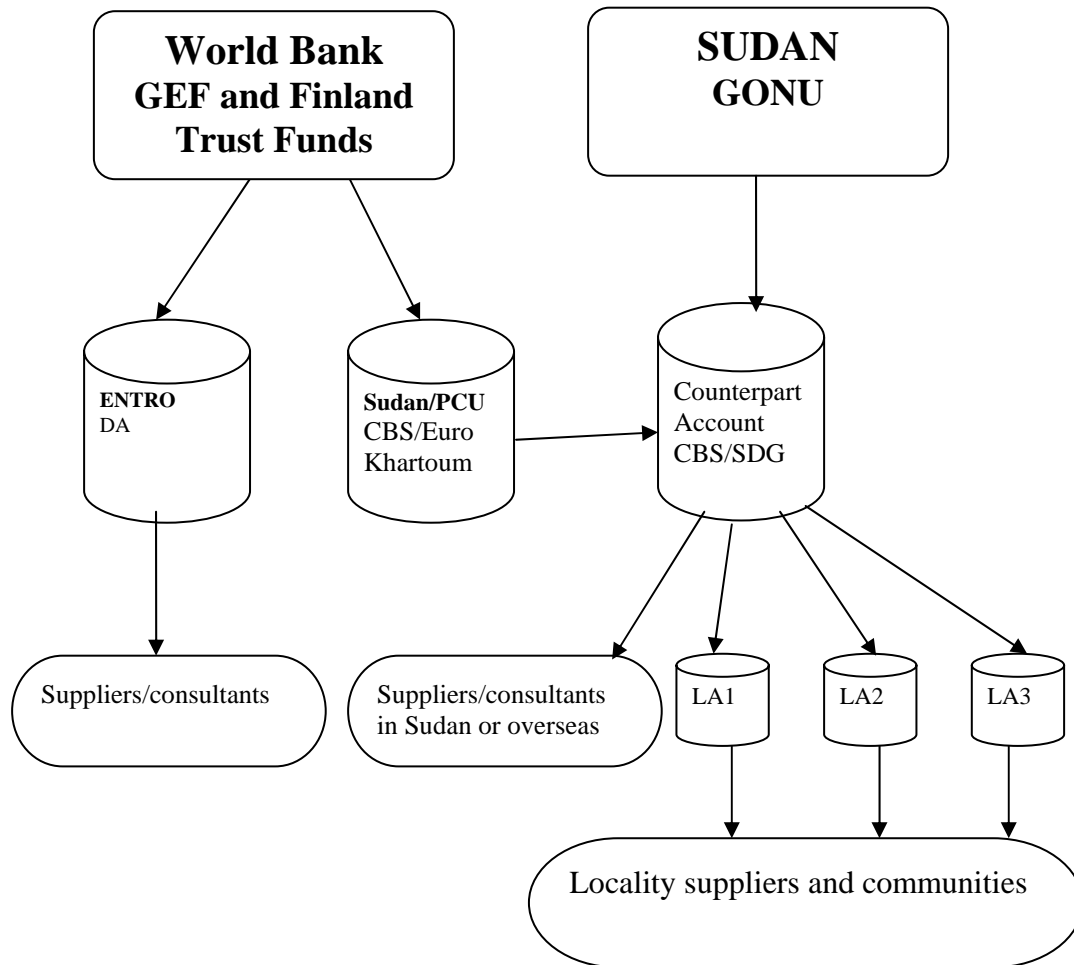 World Bank
GEF and Finland
Trust Funds
SUDAN
GONU
ENTRO
DA
Sudan/PCU
CBS/Euro
Khartoum
Counterpart
Account
CBS/SDG
Suppliers/consultants
Suppliers/consultants
in Sudan or overseas
LA1
LA2
LA3
Locality suppliers and communities